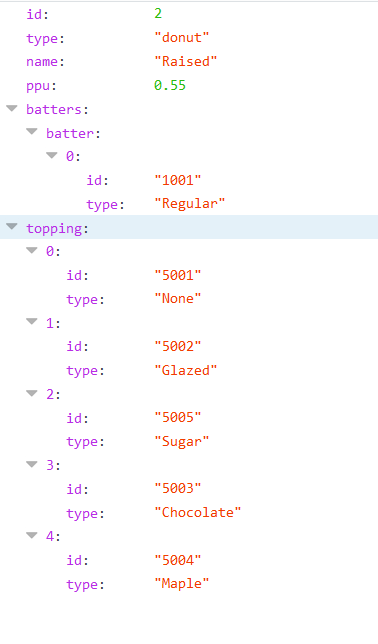 id: 2
type: "donut"
name: "Raised"
ppu: 0.55
batters:
batter:
0:
id: "1001"
type: "Regular"
topping:
0:
id: "5001"
type: "None"
1:
id: "5002"
type: "Glazed"
2:
id: "5005"
type: "Sugar"
3:
id: "5003"
type: "Chocolate"
4:
id: "5004"
type: "Maple"